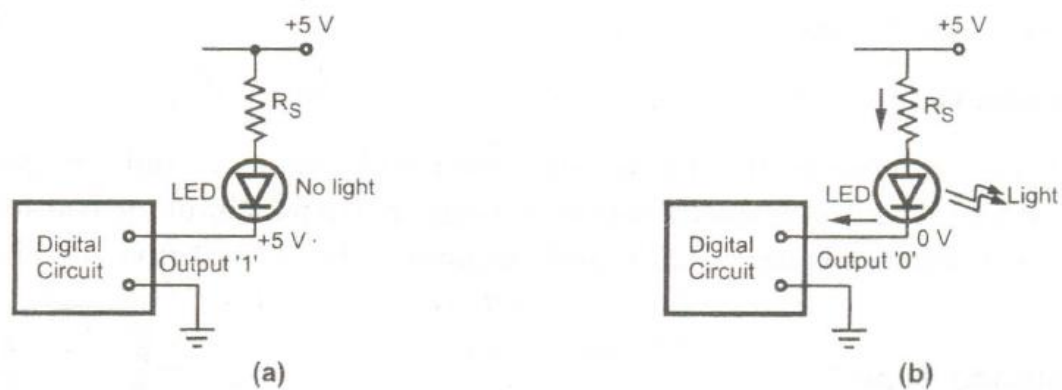 +5 V
R_S
LED
No light
+5 V
Digital
Circuit
Output '1'
(a)
+5 V
R_S
LED
Light
0 V
Digital
Circuit
Output '0'
(b)